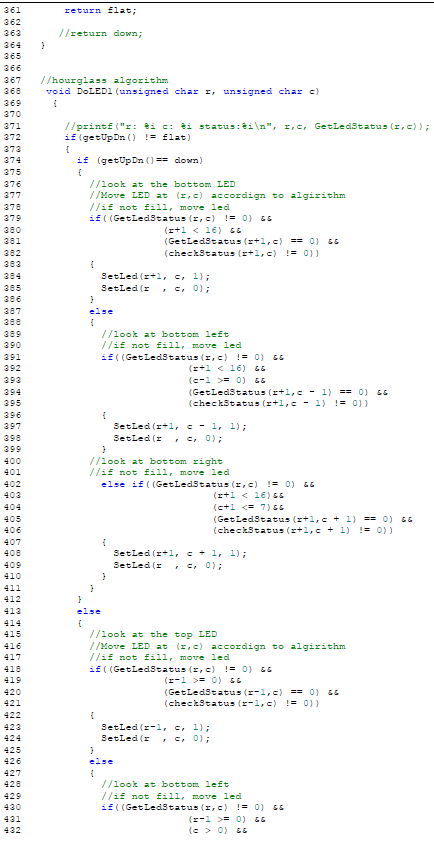 361 return flat;
362
363 //return down;
364 }
365
366
367 //hourglass algorithm
368 void DoLED1(unsigned char r, unsigned char c)
369 {
370
371 //printf("r: %i c: %i status:%i\n", r,c, GetLedStatus(r,c));
372 if(getUpDn() != flat)
373 {
374 if (getUpDn()== down)
375 {
376 //look at the bottom LED
377 //Move LED at (r,c) accordign to algirithm
378 //if not fill, move led
379 if((GetLedStatus(r,c) != 0) &&
380 (r+1 < 16) &&
381 (GetLedStatus(r+1,c) == 0) &&
382 (checkStatus(r+1,c) != 0))
383 {
384 SetLed(r+1, c, 1);
385 SetLed(r , c, 0);
386 }
387 else
388 {
389 //look at bottom left
390 //if not fill, move led
391 if((GetLedStatus(r,c) != 0) &&
392 (r+1 < 16) &&
393 (c-1 >= 0) &&
394 (GetLedStatus(r+1,c - 1) == 0) &&
395 (checkStatus(r+1,c - 1) != 0))
396 {
397 SetLed(r+1, c - 1, 1);
398 SetLed(r , c, 0);
399 }
400 //look at bottom right
401 //if not fill, move led
402 else if((GetLedStatus(r,c) != 0) &&
403 (r+1 < 16)&&
404 (c+1 <= 7)&&
405 (GetLedStatus(r+1,c + 1) == 0) &&
406 (checkStatus(r+1,c + 1) != 0))
407 {
408 SetLed(r+1, c + 1, 1);
409 SetLed(r , c, 0);
410 }
411 }
412 }
413 else
414 {
415 //look at the top LED
416 //Move LED at (r,c) accordign to algirithm
417 //if not fill, move led
418 if((GetLedStatus(r,c) != 0) &&
419 (r-1 >= 0) &&
420 (GetLedStatus(r-1,c) == 0) &&
421 (checkStatus(r-1,c) != 0))
422 {
423 SetLed(r-1, c, 1);
424 SetLed(r , c, 0);
425 }
426 else
427 {
428 //look at bottom left
429 //if not fill, move led
430 if((GetLedStatus(r,c) != 0) &&
431 (r-1 >= 0) &&
432 (c > 0) &&